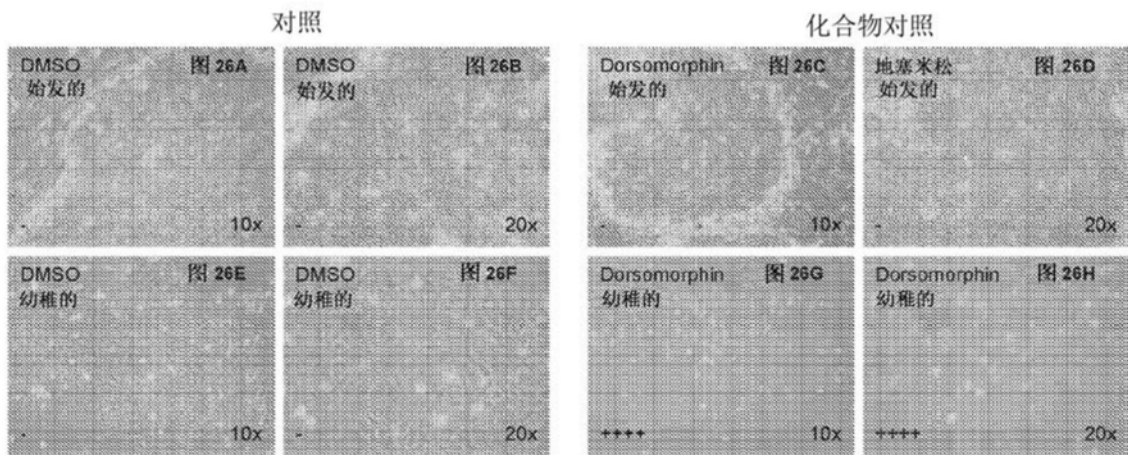 对照
化合物对照
DMSO 图 26A
始发的
- 10x
DMSO 图 26B
始发的
- 20x
Dorsomorphin 图 26C
始发的
- 10x
地塞米松 图 26D
始发的
- 20x
DMSO 图 26E
幼稚的
- 10x
DMSO 图 26F
幼稚的
- 20x
Dorsomorphin 图 26G
幼稚的
++++ 10x
Dorsomorphin 图 26H
幼稚的
++++ 20x